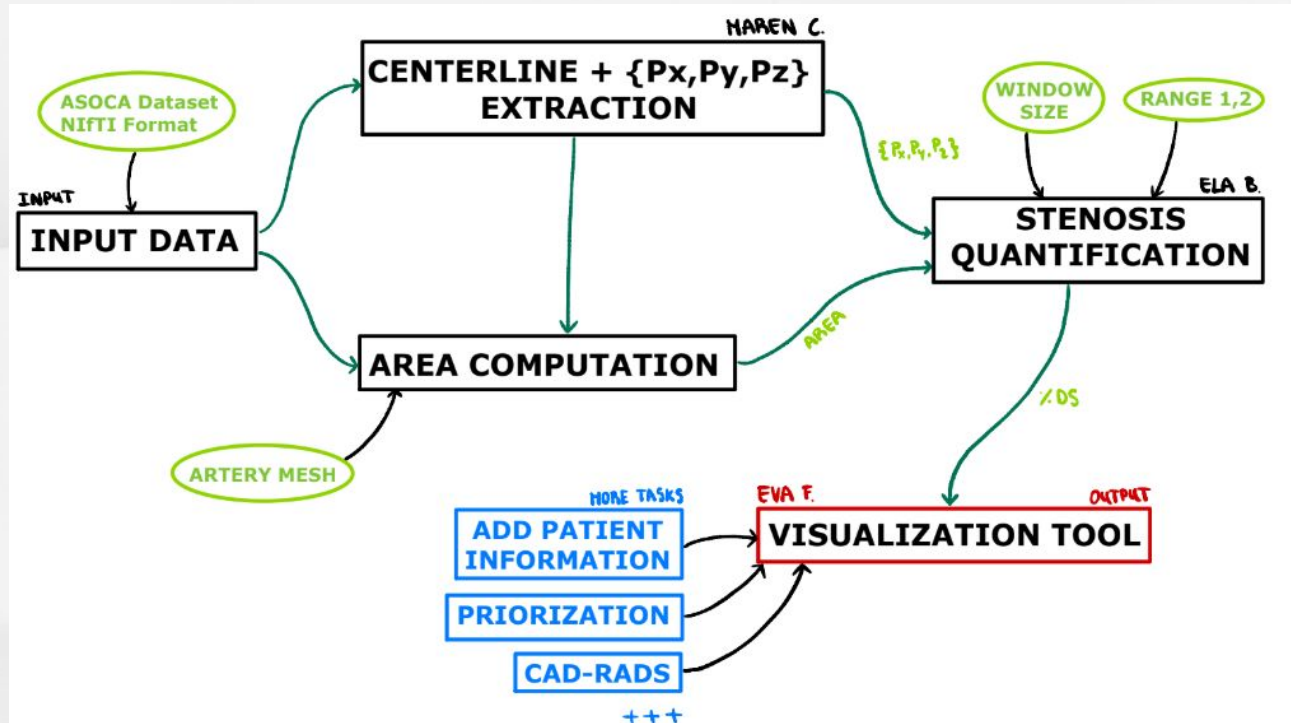 MAREN C.
CENTERLINE + {Px,Py,Pz}
EXTRACTION
ASOCA Dataset
NIfTI Format
WINDOW
SIZE
RANGE 1,2
{Px,Py,Pz}
INPUT
INPUT DATA
ELA B.
STENOSIS
QUANTIFICATION
AREA
AREA COMPUTATION
%DS
ARTERY MESH
MORE TASKS
ADD PATIENT
INFORMATION
EVA F.
OUTPUT
VISUALIZATION TOOL
PRIORIZATION
CAD-RADS
+++